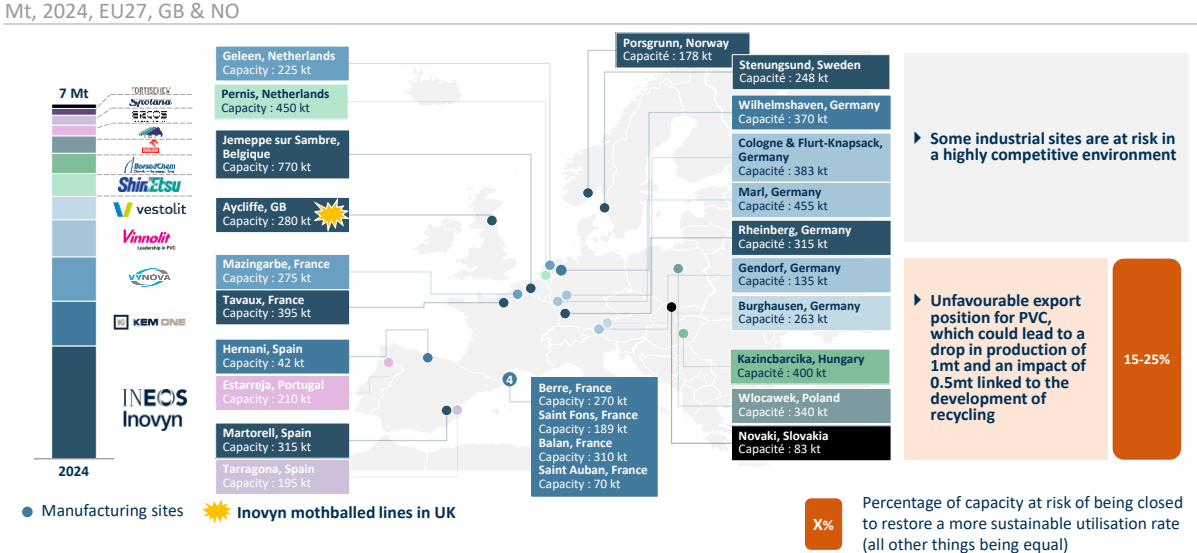 Mt, 2024, EU27, GB & NO
7 Mt
FORTISCHEM
Spolana
ercos
ORLEN
BorsodChem
Shin Etsu
vestolit
Vinnolit
Leadership in PVC
VYNOVA
KEM ONE
INEOS
Inovyn
2024
Geleen, Netherlands
Capacity : 225 kt
Pernis, Netherlands
Capacity : 450 kt
Jemeppe sur Sambre,
Belgique
Capacity : 770 kt
Aycliffe, GB
Capacity : 280 kt
Mazingarbe, France
Capacity : 275 kt
Tavaux, France
Capacity : 395 kt
Hernani, Spain
Capacity : 42 kt
Estarreja, Portugal
Capacity : 210 kt
Martorell, Spain
Capacity : 315 kt
Tarragona, Spain
Capacity : 195 kt
4
Berre, France
Capacity : 270 kt
Saint Fons, France
Capacity : 189 kt
Balan, France
Capacity : 310 kt
Saint Auban, France
Capacity : 70 kt
Porsgrunn, Norway
Capacité : 178 kt
Stenungsund, Sweden
Capacité : 248 kt
Wilhelmshaven, Germany
Capacité : 370 kt
Cologne & Flurt-Knapsack,
Germany
Capacité : 383 kt
Marl, Germany
Capacité : 455 kt
Rheinberg, Germany
Capacité : 315 kt
Gendorf, Germany
Capacité : 135 kt
Burghausen, Germany
Capacité : 263 kt
Kazincbarcika, Hungary
Capacité : 400 kt
Wlocawek, Poland
Capacité : 340 kt
Novaki, Slovakia
Capacité : 83 kt
Some industrial sites are at risk in
a highly competitive environment
Unfavourable export
position for PVC,
which could lead to a
drop in production of
1mt and an impact of
0.5mt linked to the
development of
recycling
15-25%
Manufacturing sites
Inovyn mothballed lines in UK
X%
Percentage of capacity at risk of being closed
to restore a more sustainable utilisation rate
(all other things being equal)